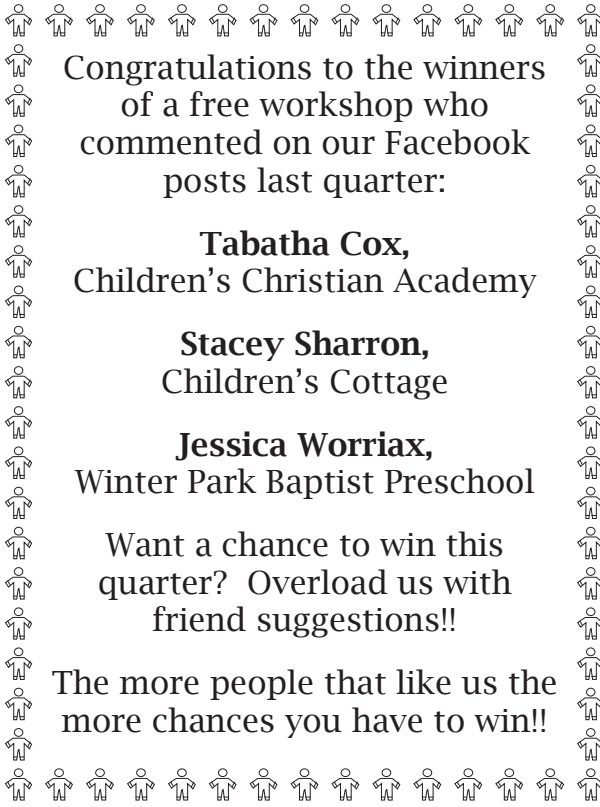 Congratulations to the winners
of a free workshop who
commented on our Facebook
posts last quarter:
Tabatha Cox,
Children’s Christian Academy
Stacey Sharron,
Children’s Cottage
Jessica Worriax,
Winter Park Baptist Preschool
Want a chance to win this
quarter?  Overload us with
friend suggestions!!
The more people that like us the
more chances you have to win!!